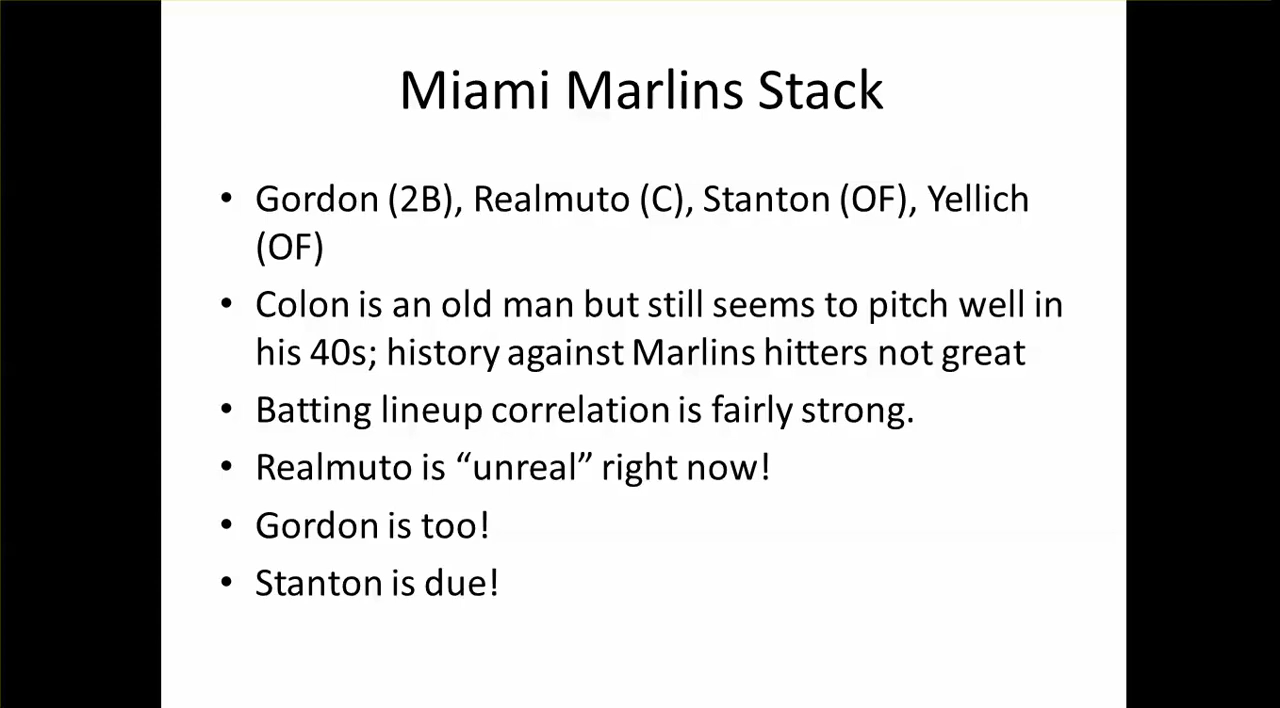 Miami Marlins Stack
• Gordon (2B), Realmuto (C), Stanton (OF), Yellich
(OF)
• Colon is an old man but still seems to pitch well in
his 40s; history against Marlins hitters not great
• Batting lineup correlation is fairly strong.
• Realmuto is “unreal” right now!
• Gordon is too!
• Stanton is due!